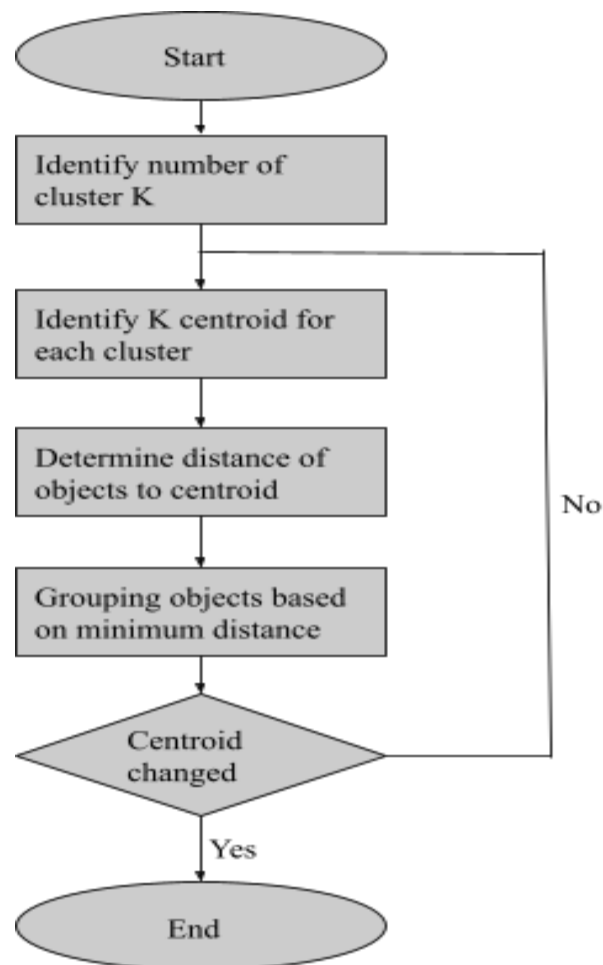 Start
Identify number of
cluster K
Identify K centroid for
each cluster
Determine distance of
objects to centroid
No
Grouping objects based
on minimum distance
Centroid
changed
Yes
End